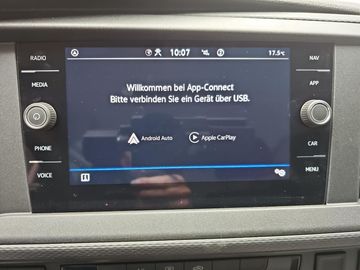 RADIO
10:07
17.5°C
NAV
MEDIA
APP
Willkommen bei App-Connect
Bitte verbinden Sie ein Gerät über USB.
Android Auto
Apple CarPlay
PHONE
CAR
VOICE
MENU